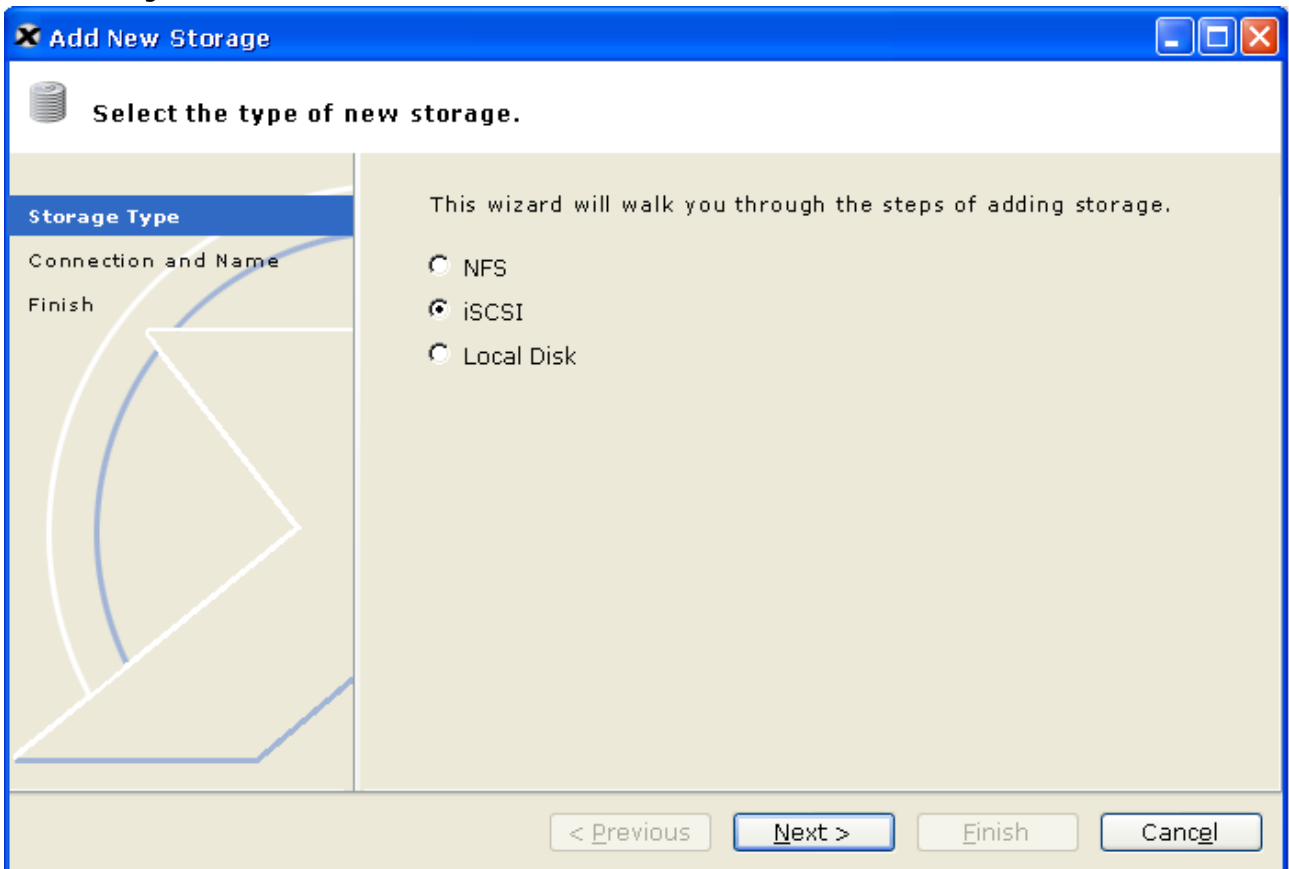 Add New Storage
Select the type of new storage.
Storage Type
Connection and Name
Finish
This wizard will walk you through the steps of adding storage.
NFS
iSCSI
Local Disk
< Previous
Next >
Finish
Cancel